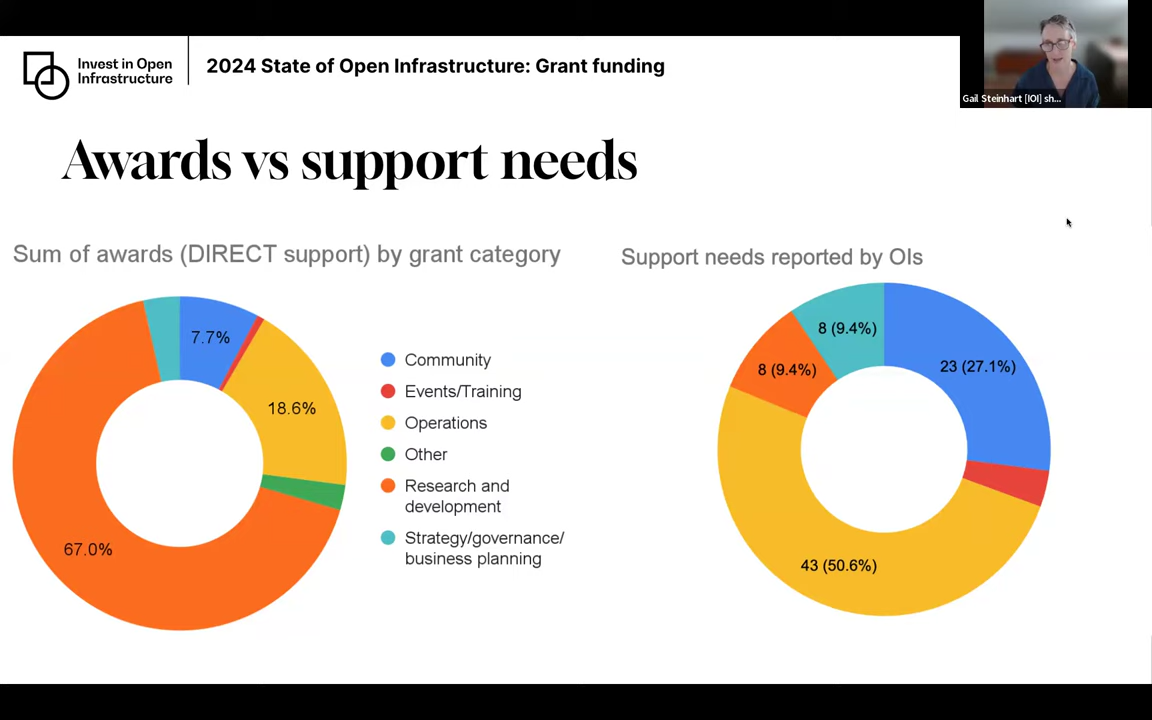 Invest in Open
Infrastructure
2024 State of Open Infrastructure: Grant funding
Gail Steinhart [IOI] sh...
Awards vs support needs
Sum of awards (DIRECT support) by grant category
7.7%
18.6%
67.0%
Community
Events/Training
Operations
Other
Research and
development
Strategy/governance/
business planning
Support needs reported by OIs
8 (9.4%)
8 (9.4%)
23 (27.1%)
43 (50.6%)